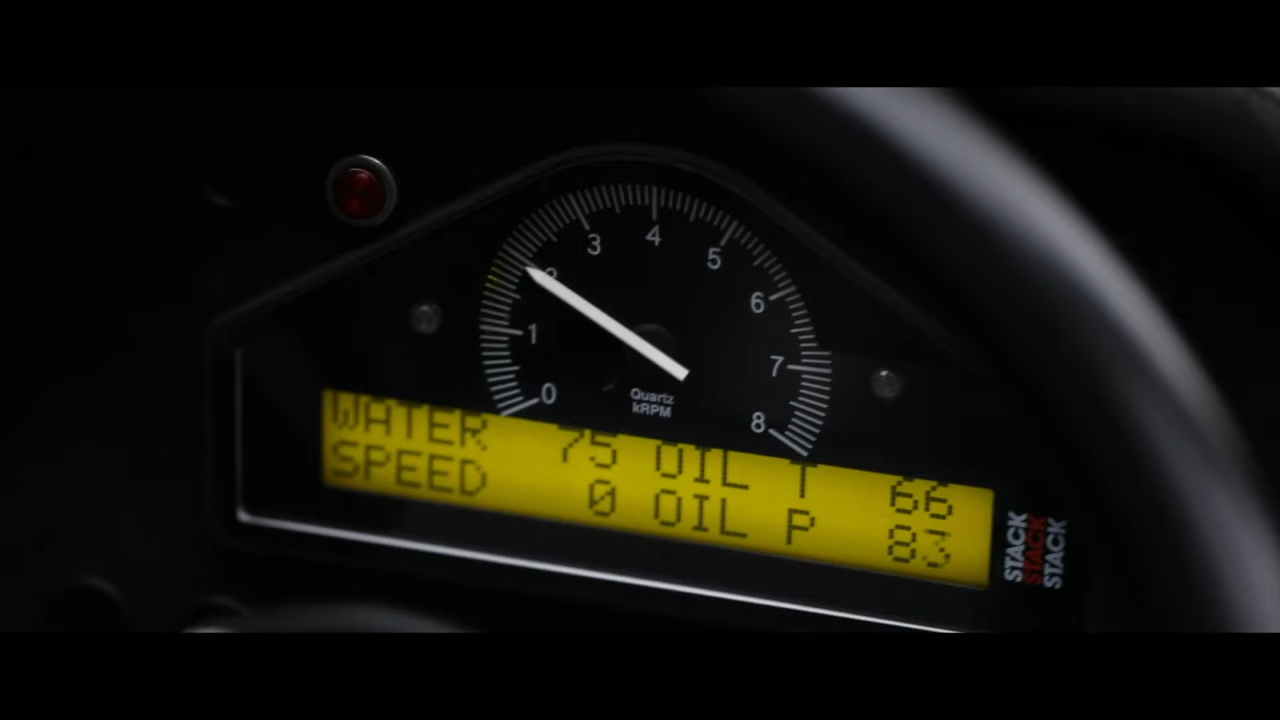 4
3
5
2
6
1
7
0
8
Quartz
kRPM
WATER 75 OIL T 66
SPEED 0 OIL P 83
STACK
STACK
STACK